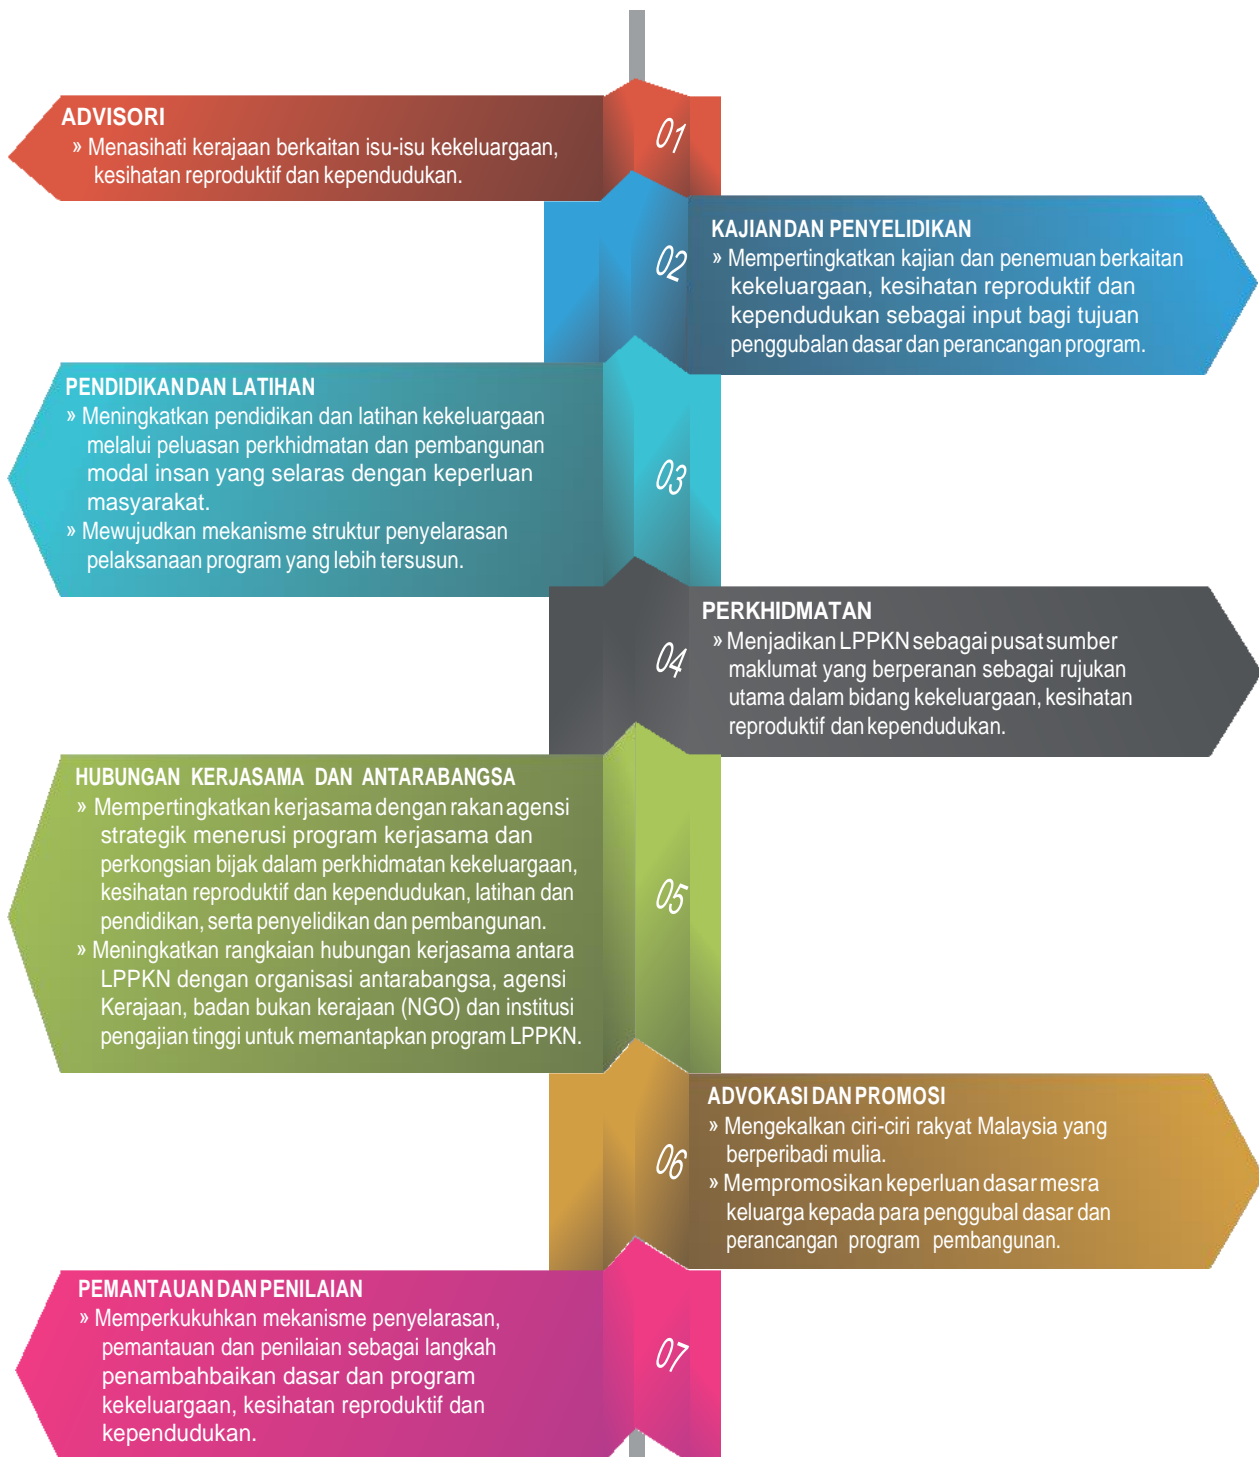 01
ADVISORI
» Menasihati kerajaan berkaitan isu-isu kekeluargaan,
kesihatan reproduktif dan kependudukan.
02
KAJIAN DAN PENYELIDIKAN
» Mempertingkatkan kajian dan penemuan berkaitan
kekeluargaan, kesihatan reproduktif dan
kependudukan sebagai input bagi tujuan
penggubalan dasar dan perancangan program.
03
PENDIDIKAN DAN LATIHAN
» Meningkatkan pendidikan dan latihan kekeluargaan
melalui peluasan perkhidmatan dan pembangunan
modal insan yang selaras dengan keperluan
masyarakat.
» Mewujudkan mekanisme struktur penyelarasan
pelaksanaan program yang lebih tersusun.
04
PERKHIDMATAN
» Menjadikan LPPKN sebagai pusat sumber
maklumat yang berperanan sebagai rujukan
utama dalam bidang kekeluargaan, kesihatan
reproduktif dan kependudukan.
05
HUBUNGAN KERJASAMA DAN ANTARABANGSA
» Mempertingkatkan kerjasama dengan rakan agensi
strategik menerusi program kerjasama dan
perkongsian bijak dalam perkhidmatan kekeluargaan,
kesihatan reproduktif dan kependudukan, latihan dan
pendidikan, serta penyelidikan dan pembangunan.
» Meningkatkan rangkaian hubungan kerjasama antara
LPPKN dengan organisasi antarabangsa, agensi
Kerajaan, badan bukan kerajaan (NGO) dan institusi
pengajian tinggi untuk memantapkan program LPPKN.
06
ADVOKASI DAN PROMOSI
» Mengekalkan ciri-ciri rakyat Malaysia yang
berperibadi mulia.
» Mempromosikan keperluan dasar mesra
keluarga kepada para penggubal dasar dan
perancangan program pembangunan.
07
PEMANTAUAN DAN PENILAIAN
» Memperkukuhkan mekanisme penyelarasan,
pemantauan dan penilaian sebagai langkah
penambahbaikan dasar dan program
kekeluargaan, kesihatan reproduktif dan
kependudukan.